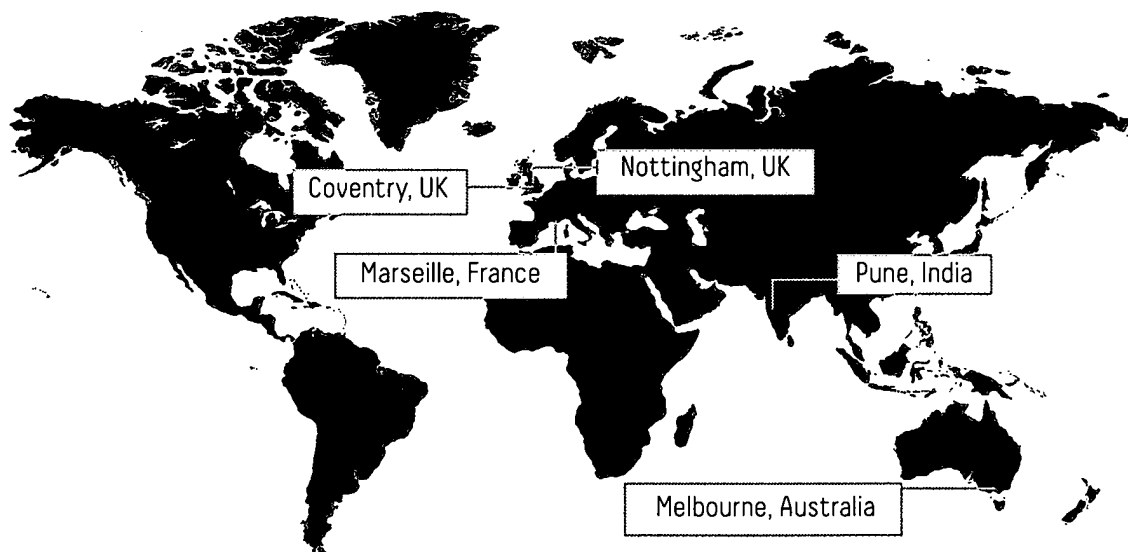 Nottingham, UK
Coventry, UK
Marseille, France
Pune, India
Melbourne, Australia